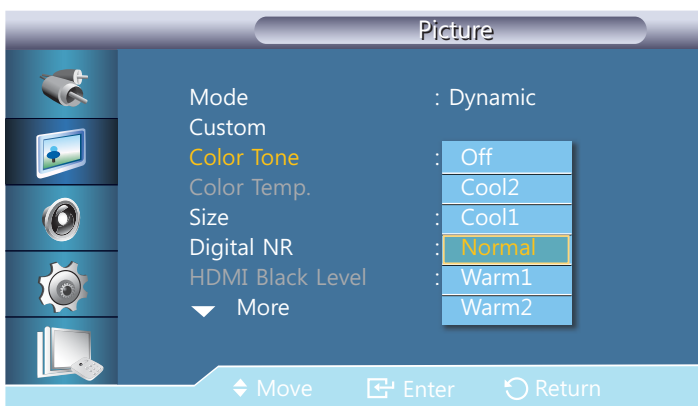 Picture
Mode : Dynamic
Custom
Color Tone : Off
Color Temp. Cool2
Size : Cool1
Digital NR : Normal
HDMI Black Level : Warm1
More Warm2
Move Enter Return